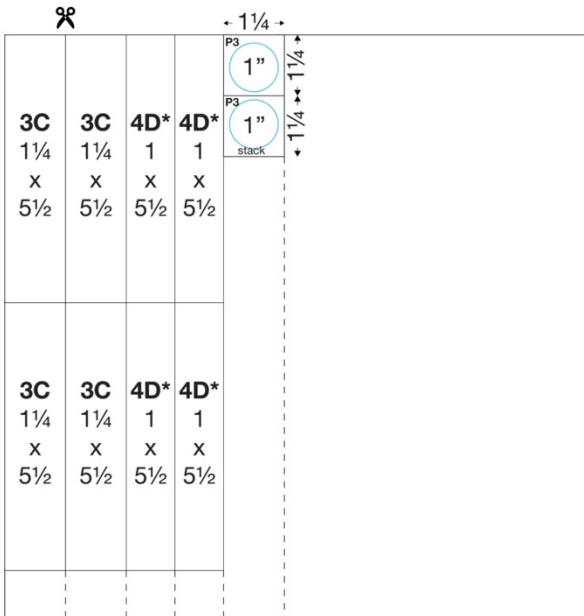 1¼
P3
1”
1¼
P3
1”
stack
1¼
3C 3C 4D* 4D*
1¼ 1¼ 1 1
x x x x
5½ 5½ 5½ 5½
3C 3C 4D* 4D*
1¼ 1¼ 1 1
x x x x
5½ 5½ 5½ 5½